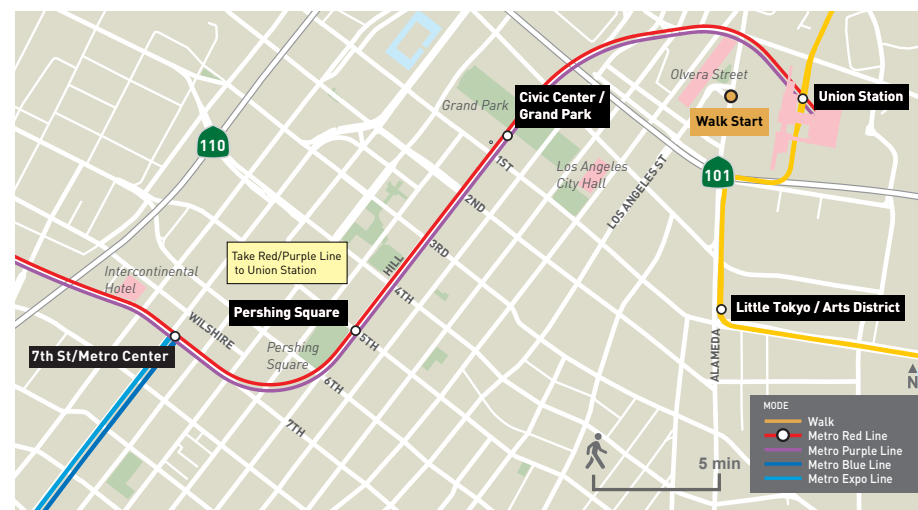 Olvera Street
Union Station
Walk Start
Grand Park
Civic Center /
Grand Park
110
1ST
Los Angeles
City Hall
LOS ANGELES ST
101
2ND
3RD
Take Red/Purple Line
to Union Station
HILL
4TH
Intercontinental
Hotel
Pershing Square
Little Tokyo / Arts District
WILSHIRE
5TH
Pershing
Square
ALAMEDA
7th St/Metro Center
6TH
7TH
N
MODE
Walk
Metro Red Line
Metro Purple Line
Metro Blue Line
Metro Expo Line
5 min